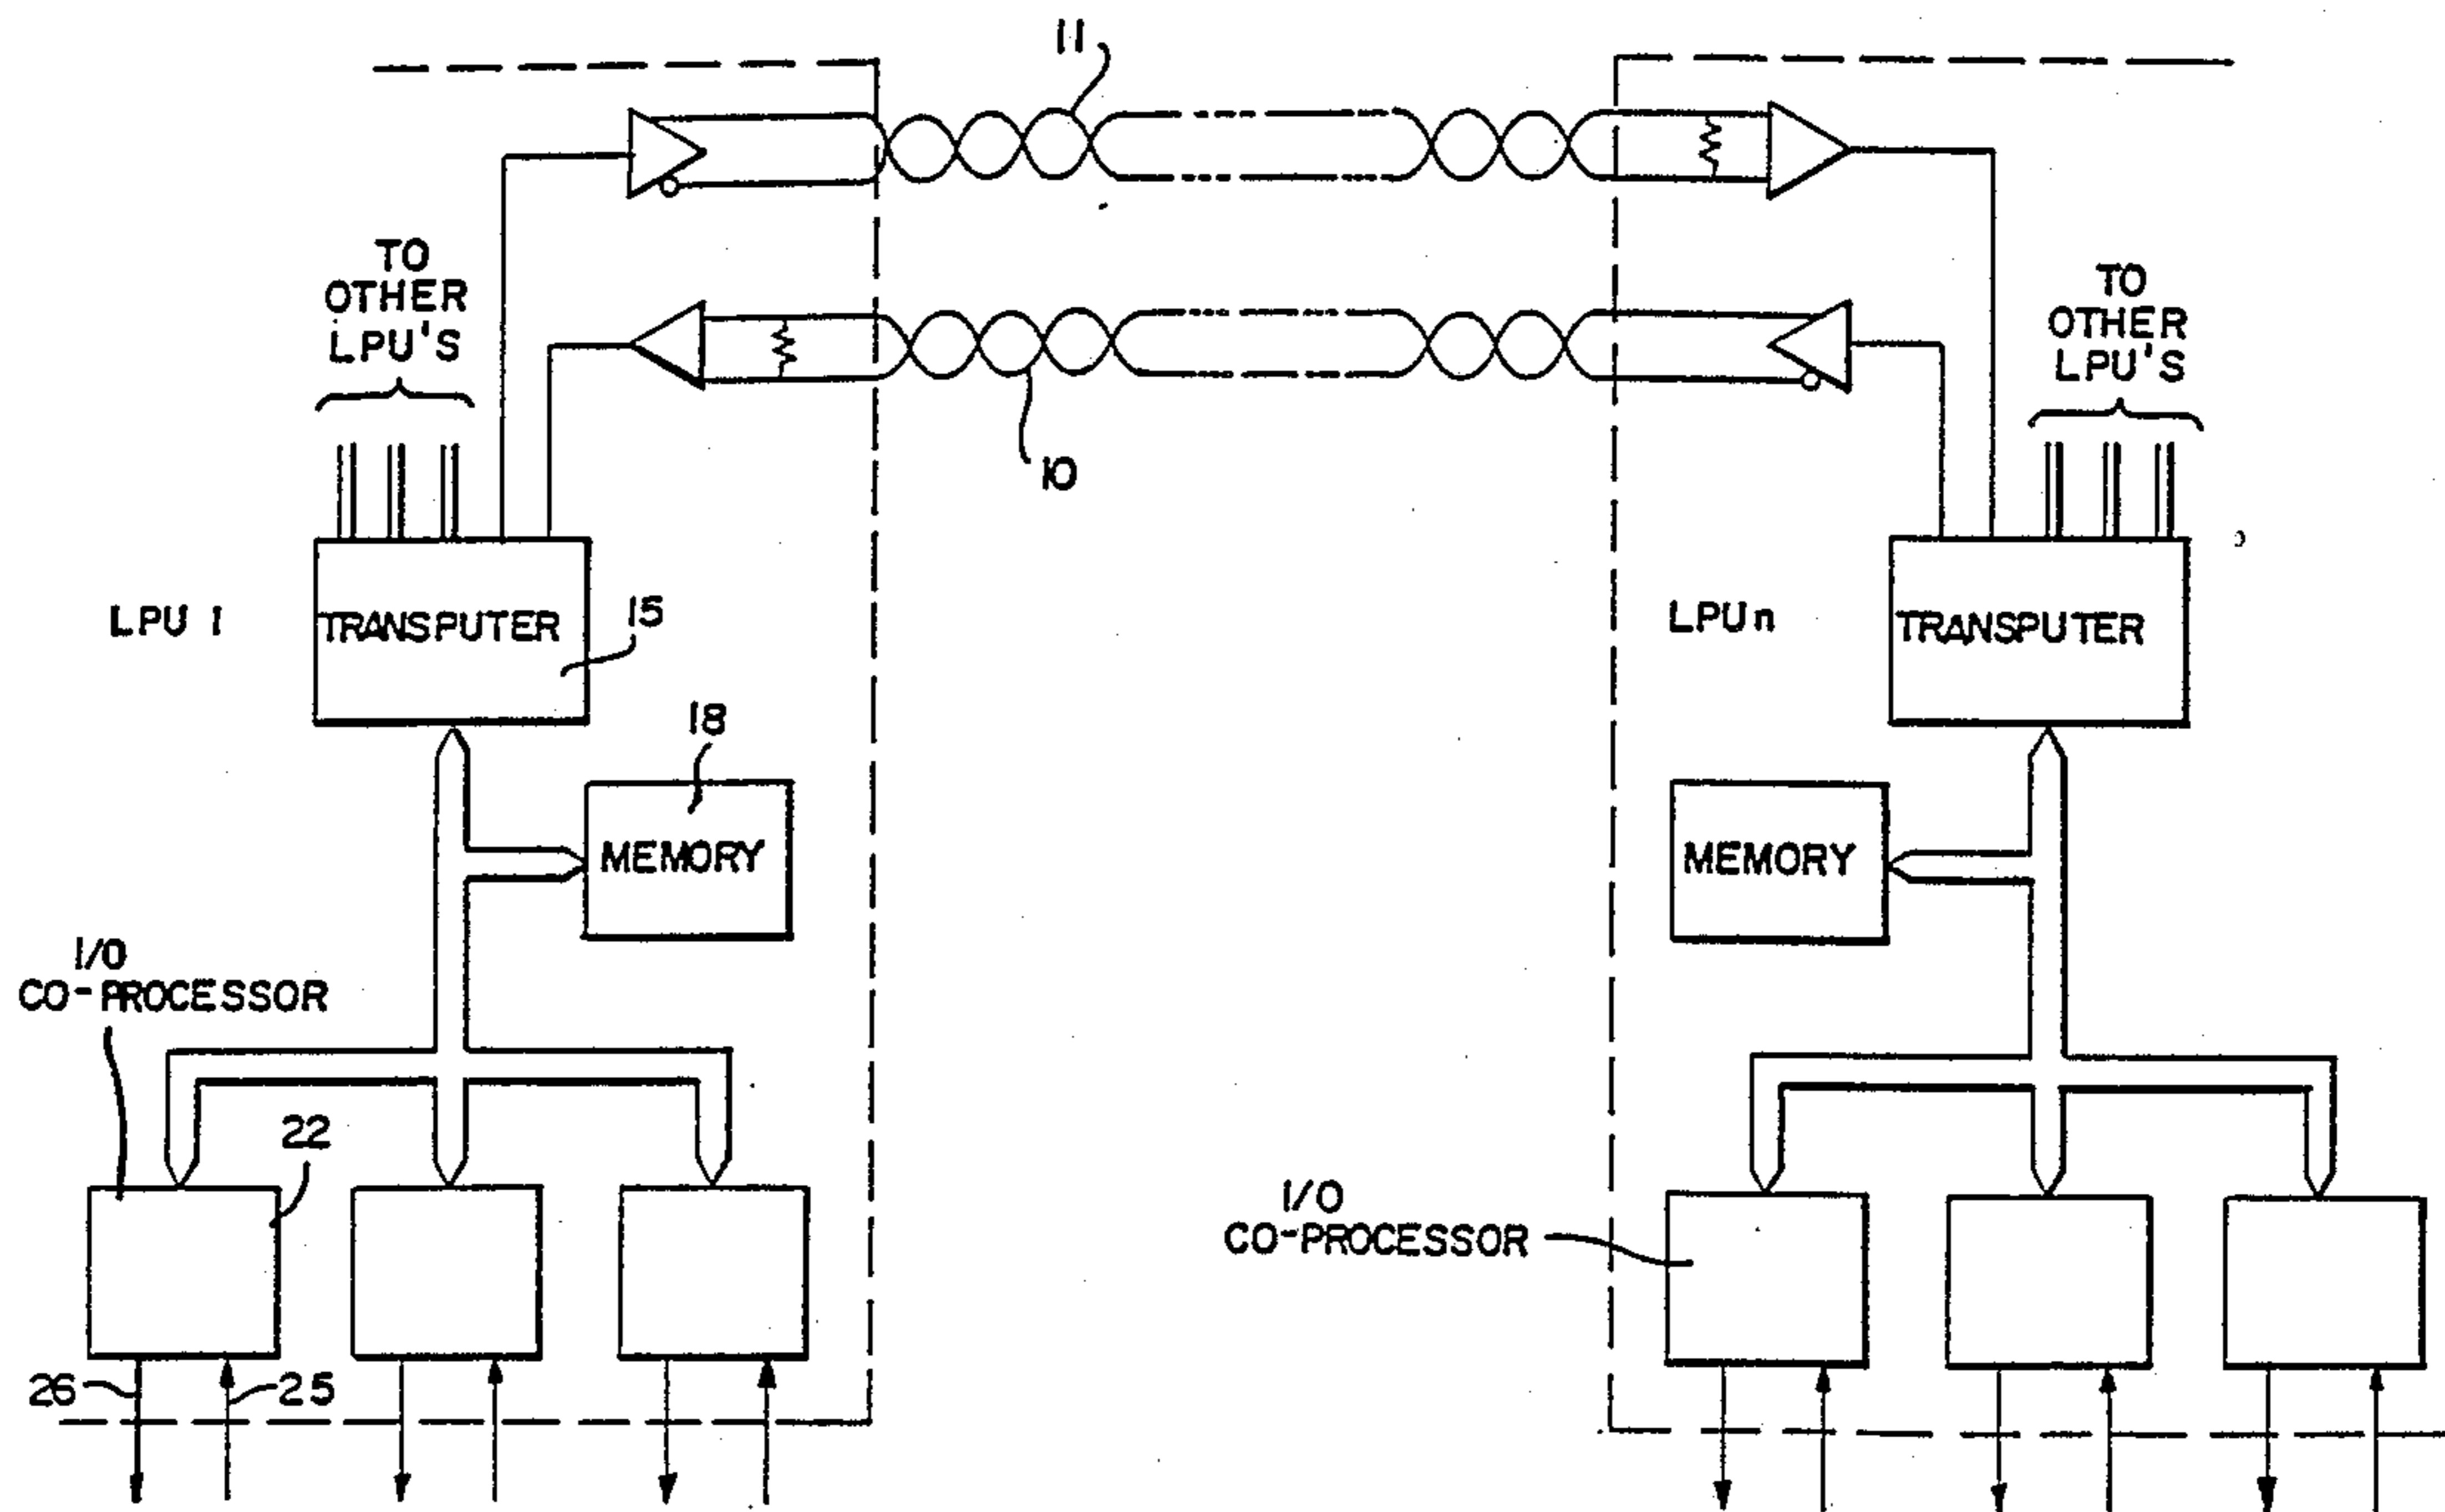 11
TO
OTHER
LPU'S
TO
OTHER
LPU'S
10
LPU 1
TRANSPUTER
15
LPUn
TRANSPUTER
18
MEMORY
MEMORY
I/O
CO-PROCESSOR
22
I/O
CO-PROCESSOR
26
25